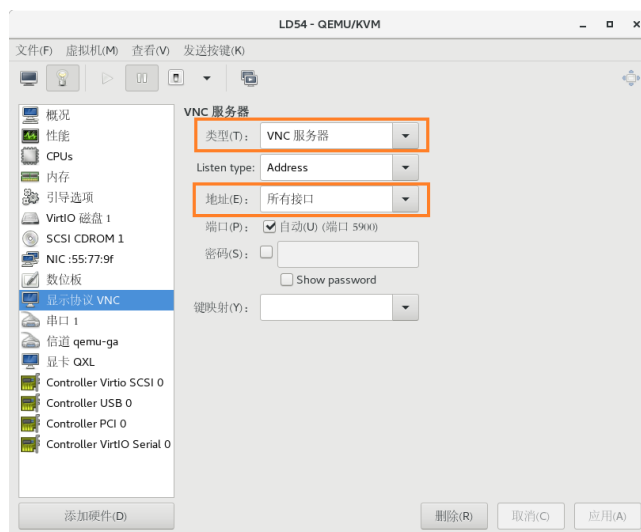 LD54 - QEMU/KVM
文件(F) 虚拟机(M) 查看(V) 发送按键(K)
概况
性能
CPUs
内存
引导选项
VirtIO 磁盘 1
SCSI CDROM 1
NIC :55:77:9f
数位板
显示协议 VNC
串口 1
信道 qemu-ga
显卡 QXL
Controller Virtio SCSI 0
Controller USB 0
Controller PCI 0
Controller VirtIO Serial 0
添加硬件(D)
VNC 服务器
类型(T): VNC 服务器
Listen type: Address
地址(E): 所有接口
端口(P): 自动(U) (端口 5900)
密码(S):
Show password
键映射(Y):
删除(R) 取消(C) 应用(A)